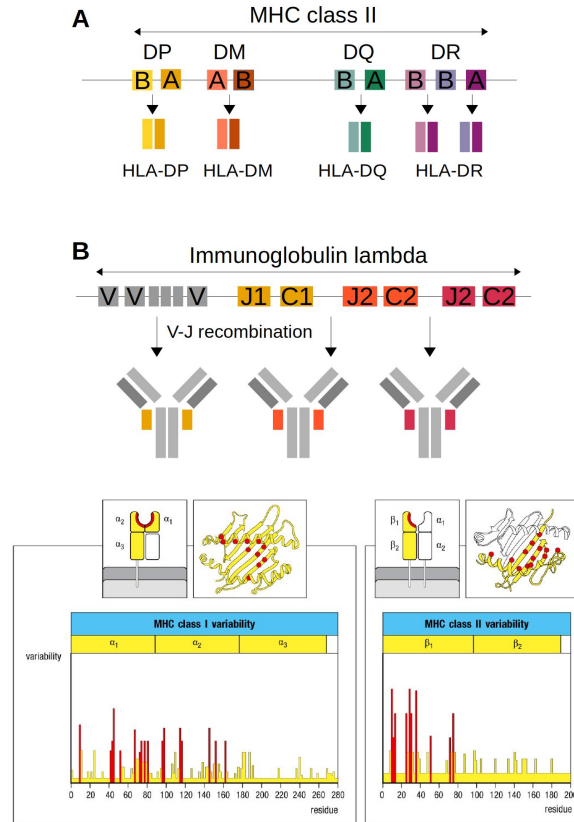 A
MHC class II
DP DM DQ DR
B A A B B A B B A
HLA-DP HLA-DM HLA-DQ HLA-DR
B
Immunoglobulin lambda
V V V J1 C1 J2 C2 J2 C2
V-J recombination
α2 α1
α3
β1 α1
β2 α2
MHC class I variability
α1 α2 α3
variability
0 20 40 60 80 100 120 140 160 180 200 220 240 260 280
residue
MHC class II variability
β1 β2
0 20 40 60 80 100 120 140 160 180 200
residue